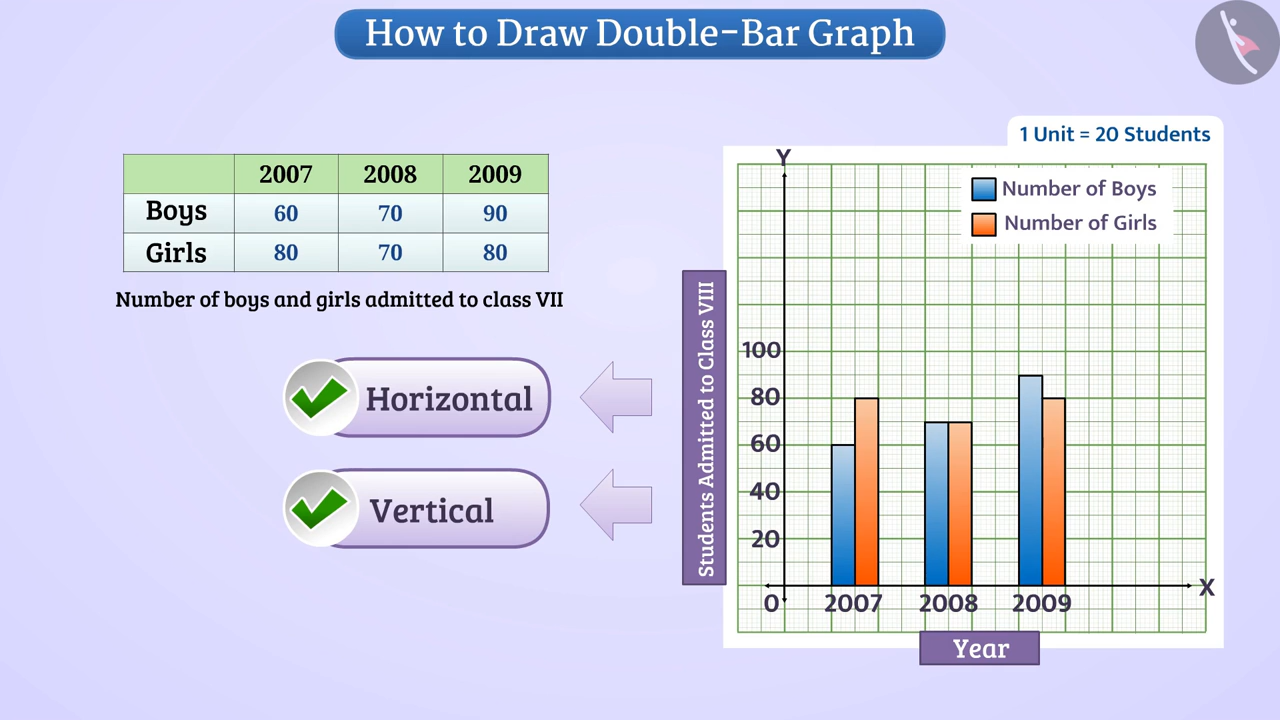 How to Draw Double-Bar Graph
1 Unit = 20 Students
2007 2008 2009
Boys 60 70 90
Girls 80 70 80
Number of boys and girls admitted to class VII
Horizontal
Vertical
Students Admitted to Class VIII
Y
Number of Boys
Number of Girls
100
80
60
40
20
0
X
2007 2008 2009
Year